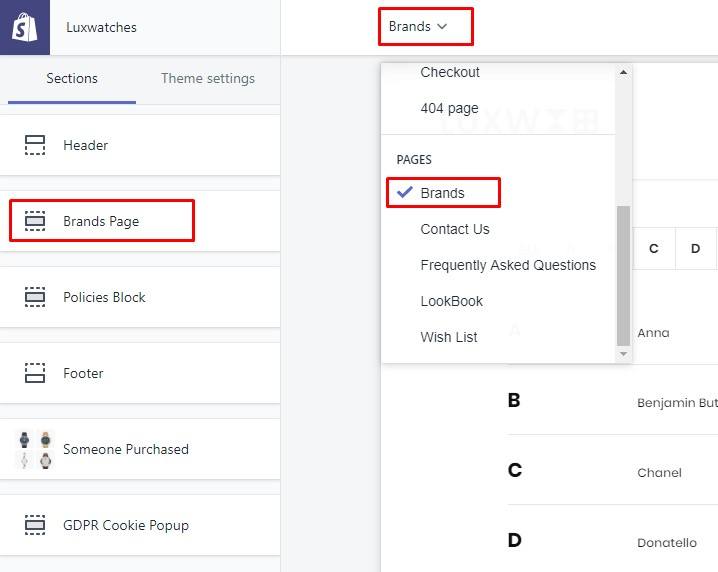 Luxwatches
Brands
Sections
Theme settings
Header
Brands Page
Policies Block
Footer
Someone Purchased
GDPR Cookie Popup
Checkout
404 page
PAGES
Brands
Contact Us
Frequently Asked Questions
LookBook
Wish List
C D
A
Anna
B
Benjamin But
C
Chanel
D
Donatello